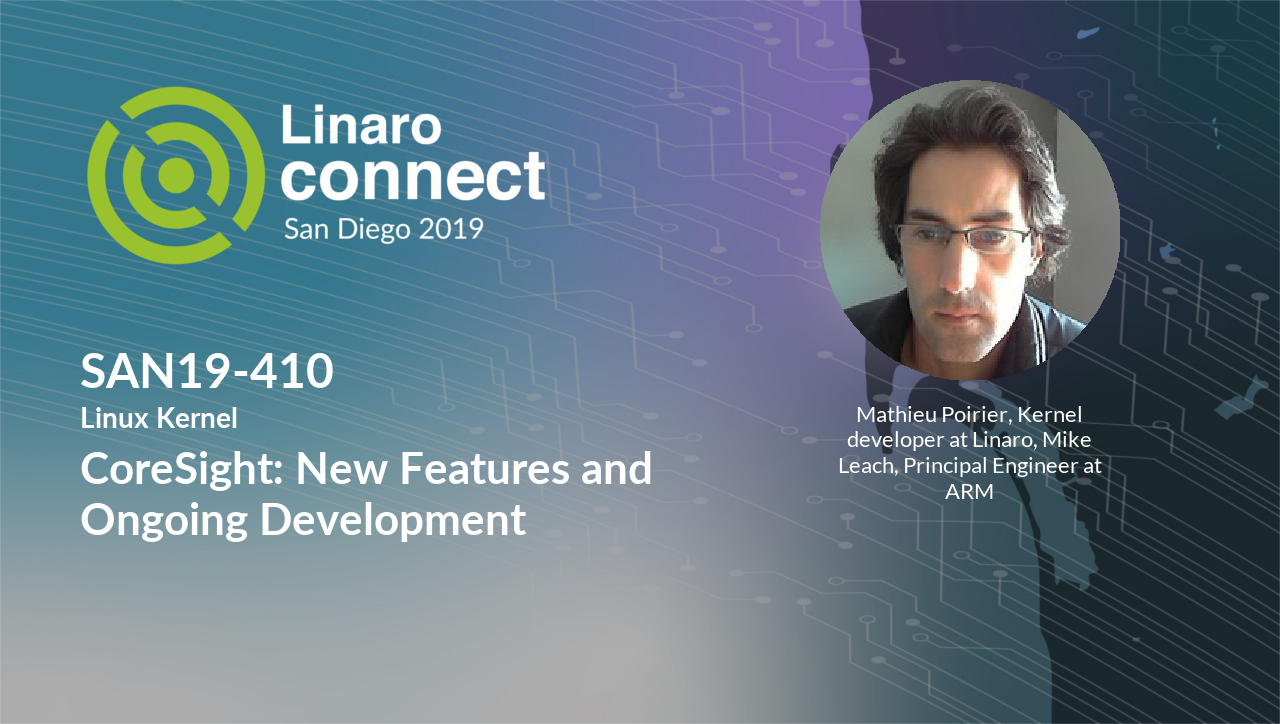 Linaro
connect
San Diego 2019
SAN19-410
Linux Kernel
CoreSight: New Features and
Ongoing Development
Mathieu Poirier, Kernel
developer at Linaro, Mike
Leach, Principal Engineer at
ARM